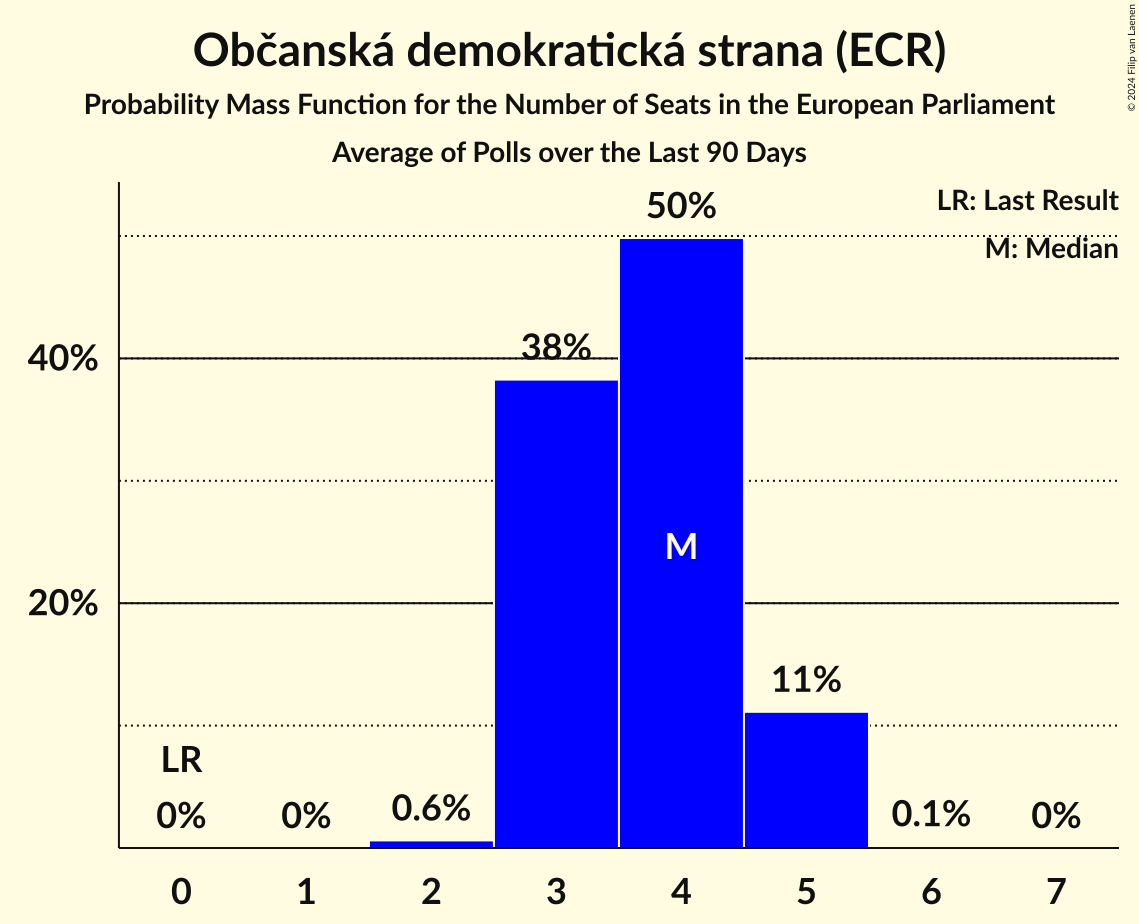 Občanská demokratická strana (ECR)
Probability Mass Function for the Number of Seats in the European Parliament
Average of Polls over the Last 90 Days
© 2024 Filip van Laenen
LR: Last Result
M: Median
50%
38%
40%
M
20%
11%
LR
0%
0%
0.6%
0.1%
0%
0 1 2 3 4 5 6 7